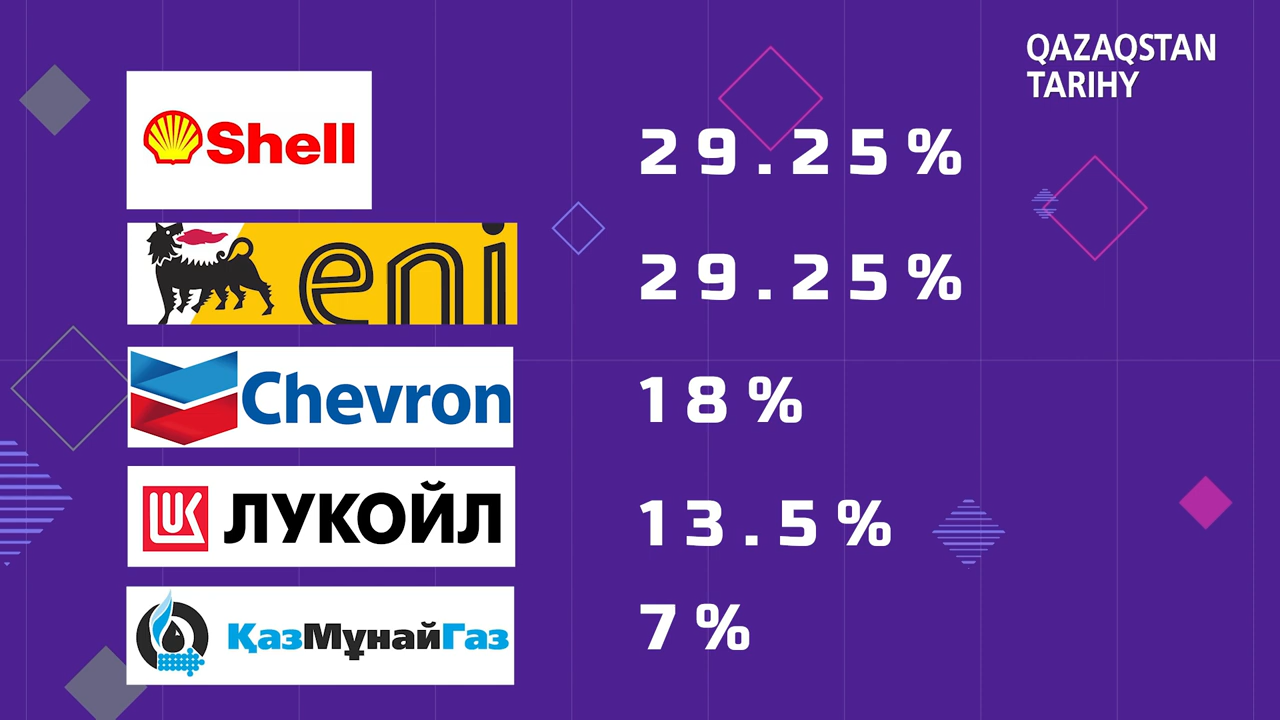 QAZAQSTAN
TARIHY
Shell
29.25%
eni
29.25%
Chevron
18%
ЛУКОЙЛ
13.5%
ҚазМұнайГаз
7%